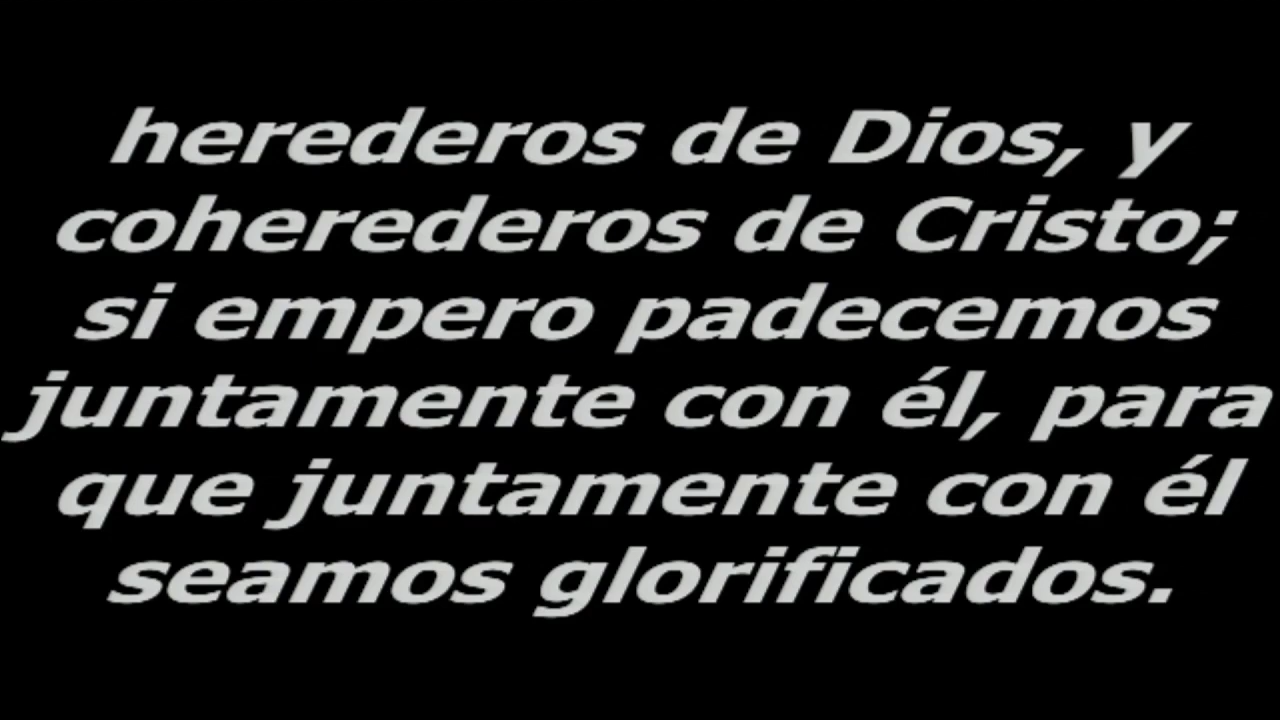 herederos de Dios, y
coherederos de Cristo;
si empero padecemos
juntamente con él, para
que juntamente con él
seamos glorificados.